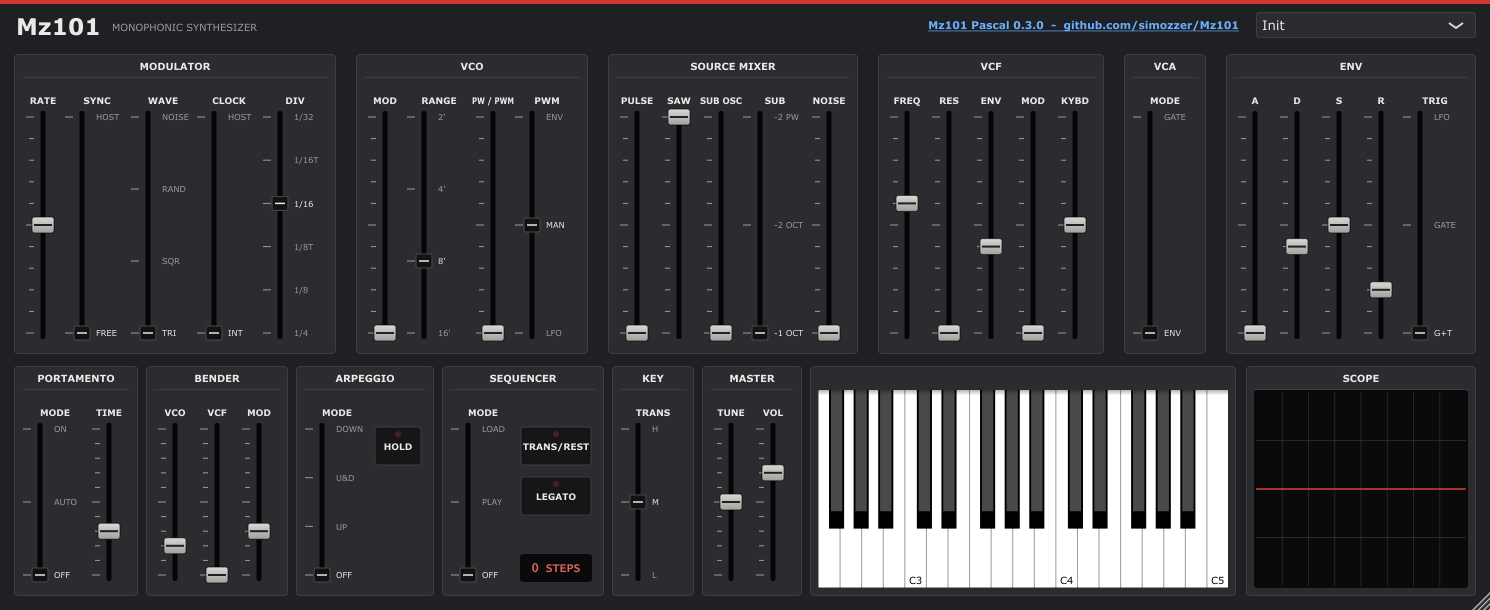 Mz101 MONOPHONIC SYNTHESIZER Mz101 Pascal 0.3.0 - github.com/simozzer/Mz101 Init
MODULATOR VCO SOURCE MIXER VCF VCA ENV
RATE SYNC WAVE CLOCK DIV MOD RANGE PW / PWM PWM PULSE SAW SUB OSC SUB NOISE FREQ RES ENV MOD KYBD MODE A D S R TRIG
HOST NOISE HOST 1/32 2' ENV -2 PW GATE LFO
1/16T
RAND 4'
1/16
-2 OCT GATE
MAN
1/8T
SQR 8'
1/8
FREE TRI INT 1/4 16' LFO -1 OCT ENV G+T
PORTAMENTO BENDER ARPEGGIO SEQUENCER KEY MASTER SCOPE
MODE TIME VCO VCF MOD MODE MODE TRANS TUNE VOL
ON DOWN LOAD H
HOLD TRANS/REST
U&D
LEGATO
AUTO PLAY M
UP
0 STEPS
OFF OFF OFF L
C3 C4 C5